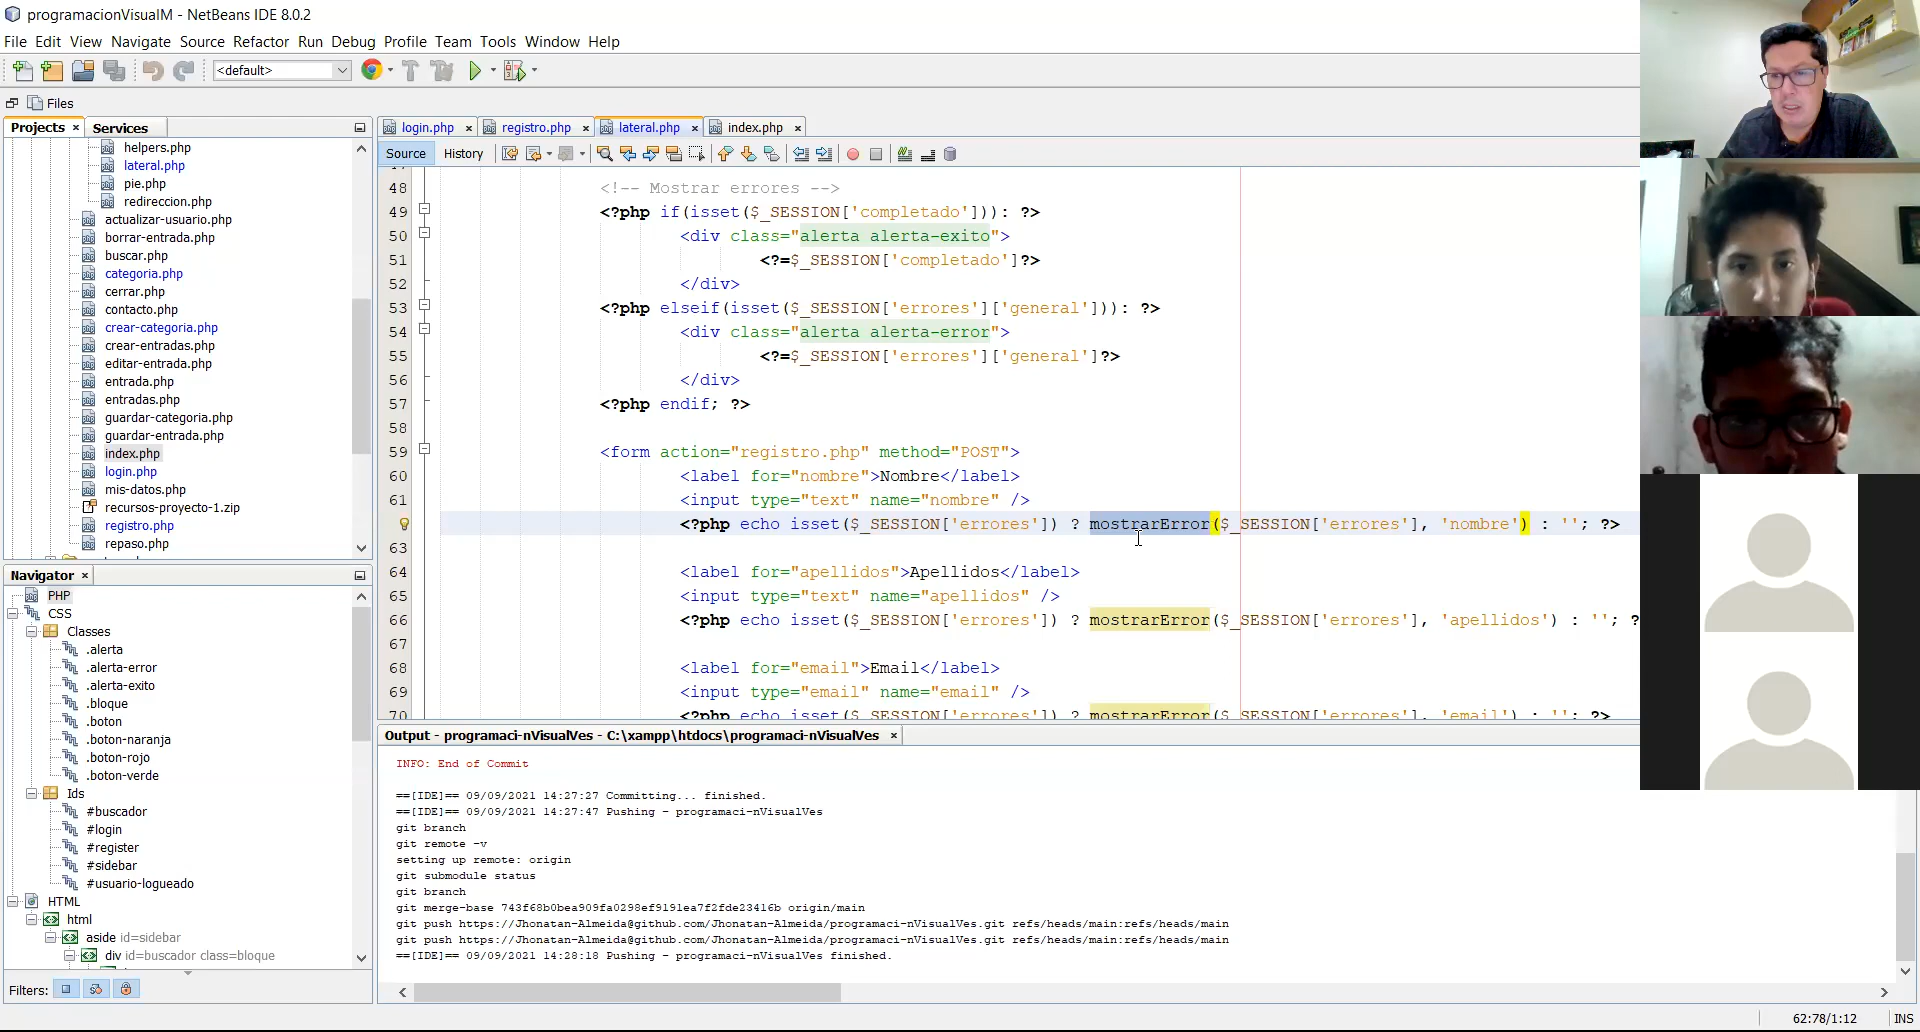 programacionVisualM - NetBeans IDE 8.0.2
File Edit View Navigate Source Refactor Run Debug Profile Team Tools Window Help
<default>
Files
Projects × Services
helpers.php
lateral.php
pie.php
redireccion.php
actualizar-usuario.php
borrar-entrada.php
buscar.php
categoria.php
cerrar.php
contacto.php
crear-categoria.php
crear-entradas.php
editar-entrada.php
entrada.php
entradas.php
guardar-categoria.php
guardar-entrada.php
index.php
login.php
mis-datos.php
recursos-proyecto-1.zip
registro.php
repaso.php
Navigator ×
PHP
CSS
Classes
.alerta
.alerta-error
.alerta-exito
.bloque
.boton
.boton-naranja
.boton-rojo
.boton-verde
Ids
#buscador
#login
#register
#sidebar
#usuario-logueado
HTML
html
aside id=sidebar
div id=buscador class=bloque
Filters:
login.php × registro.php × lateral.php × index.php ×
Source History
48 <!-- Mostrar errores -->
49 <?php if(isset($_SESSION['completado'])): ?>
50 <div class="alerta alerta-exito">
51 <?=$_SESSION['completado']?>
52 </div>
53 <?php elseif(isset($_SESSION['errores']['general'])): ?>
54 <div class="alerta alerta-error">
55 <?=$_SESSION['errores']['general']?>
56 </div>
57 <?php endif; ?>
58
59 <form action="registro.php" method="POST">
60 <label for="nombre">Nombre</label>
61 <input type="text" name="nombre" />
<?php echo isset($_SESSION['errores']) ? mostrarError($_SESSION['errores'], 'nombre') : ''; ?>
63
64 <label for="apellidos">Apellidos</label>
65 <input type="text" name="apellidos" />
66 <?php echo isset($_SESSION['errores']) ? mostrarError($_SESSION['errores'], 'apellidos') : ''; ?
67
68 <label for="email">Email</label>
69 <input type="email" name="email" />
70 <?php echo isset($_SESSION['errores']) ? mostrarError($_SESSION['errores'], 'email') : ''; ?>
Output - programaci-nVisualVes - C:\xampp\htdocs\programaci-nVisualVes ×
INFO: End of Commit
==[IDE]== 09/09/2021 14:27:27 Committing... finished.
==[IDE]== 09/09/2021 14:27:47 Pushing - programaci-nVisualVes
git branch
git remote -v
setting up remote: origin
git submodule status
git branch
git merge-base 743f68b0bea909fa0298ef9191ea7f2fde23416b origin/main
git push https://Jhonatan-Almeida@github.com/Jhonatan-Almeida/programaci-nVisualVes.git refs/heads/main:refs/heads/main
git push https://Jhonatan-Almeida@github.com/Jhonatan-Almeida/programaci-nVisualVes.git refs/heads/main:refs/heads/main
==[IDE]== 09/09/2021 14:28:18 Pushing - programaci-nVisualVes finished.
62:78/1:12 INS